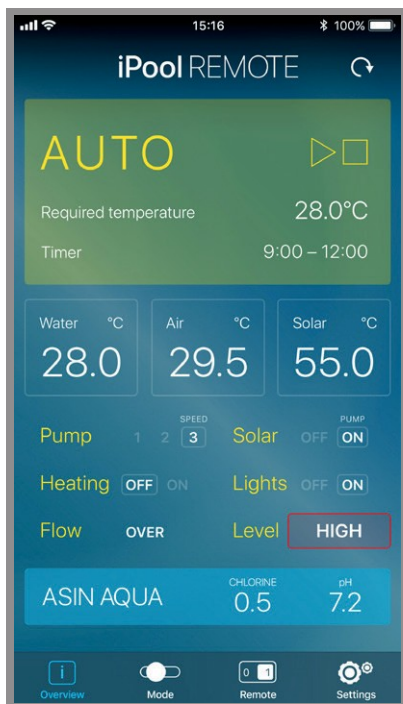 15:16 100%
iPool REMOTE
AUTO
Required temperature 28.0°C
Timer 9:00 – 12:00
Water °C Air °C Solar °C
28.0 29.5 55.0
SPEED PUMP
Pump 1 2 3 Solar OFF ON
Heating OFF ON Lights OFF ON
Flow OVER Level HIGH
CHLORINE pH
ASIN AQUA 0.5 7.2
i 0 1
Overview Mode Remote Settings